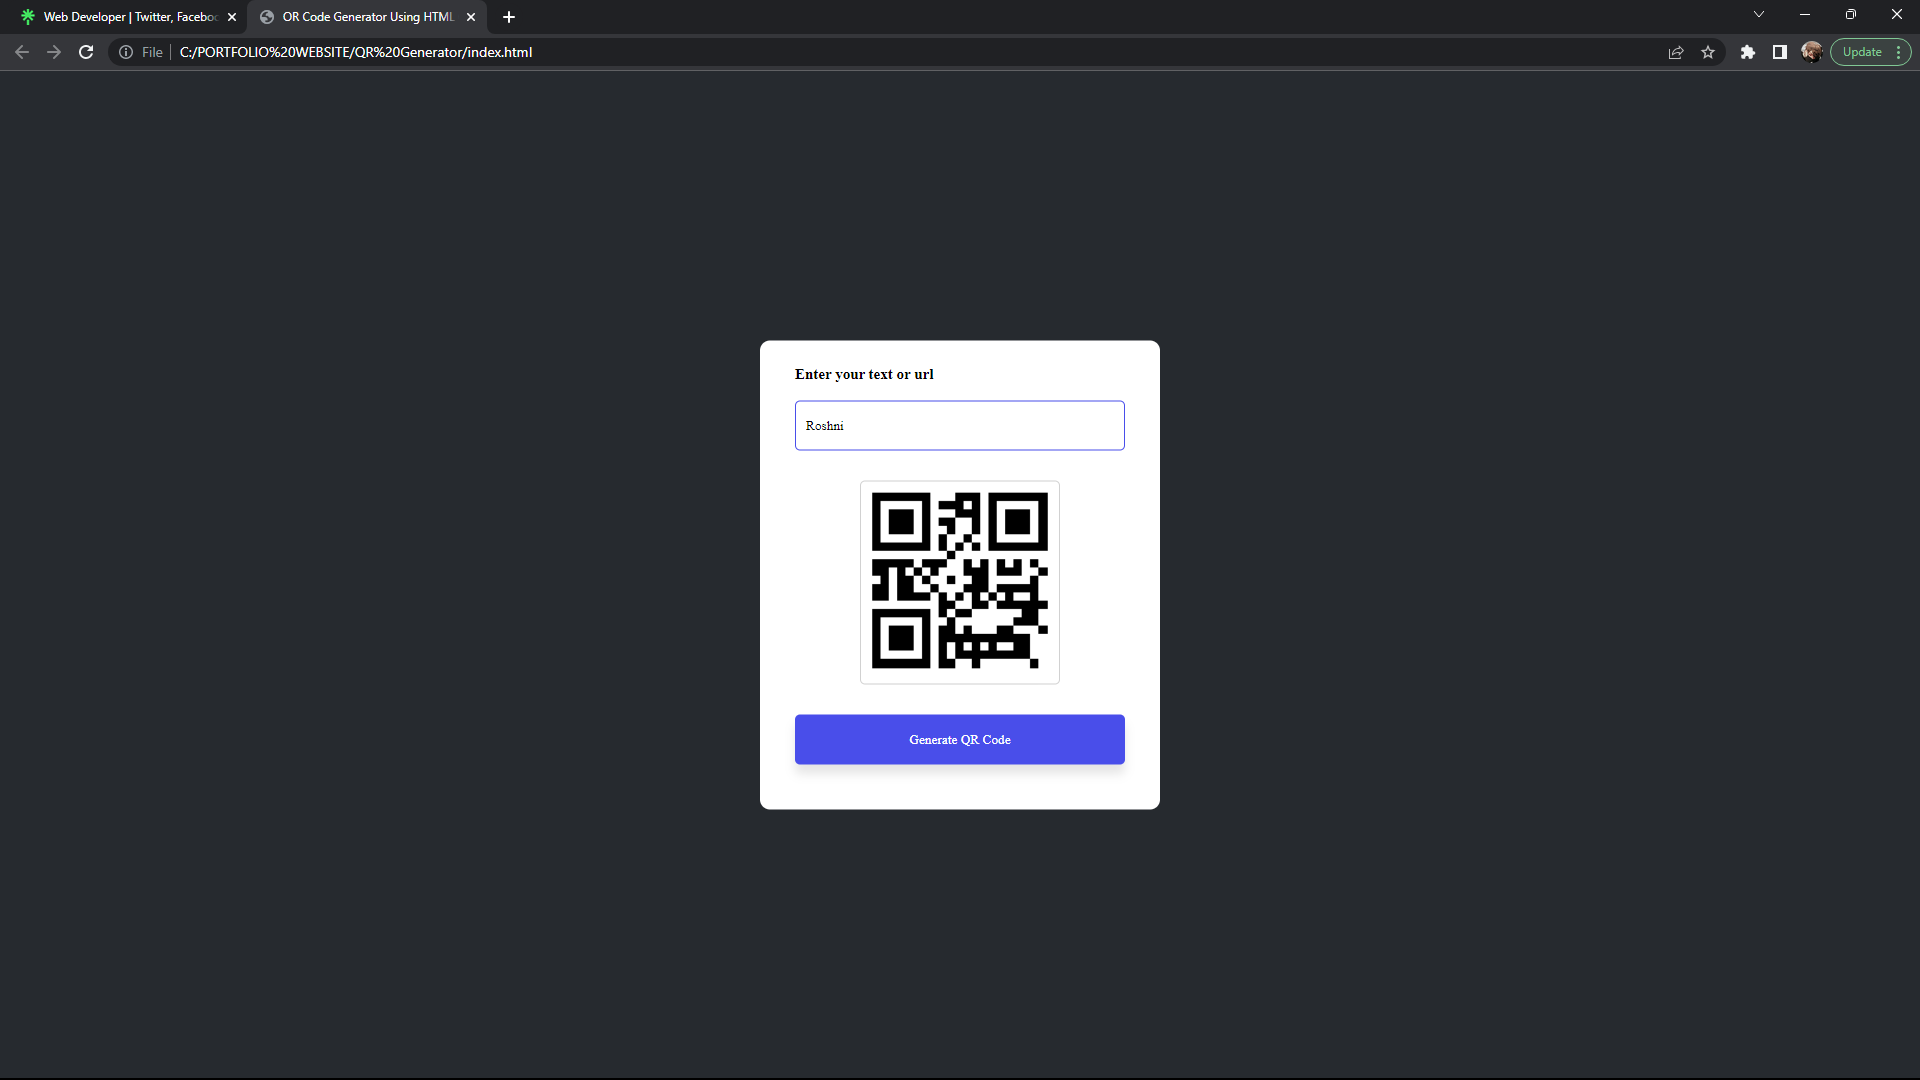 Web Developer | Twitter, Faceboo
OR Code Generator Using HTML
File
C:/PORTFOLIO%20WEBSITE/QR%20Generator/index.html
Update
Enter your text or url
Roshni
Generate QR Code